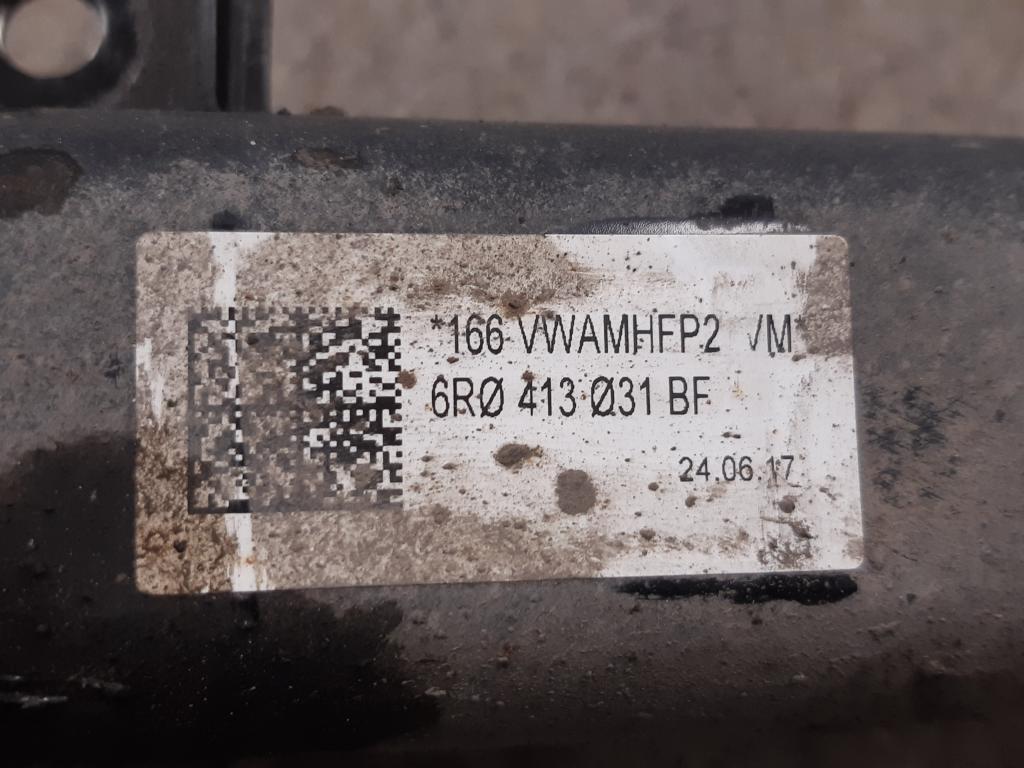 *166 VWAMHFP2 VM*
6RØ 413 Ø31 BF
24.06.17